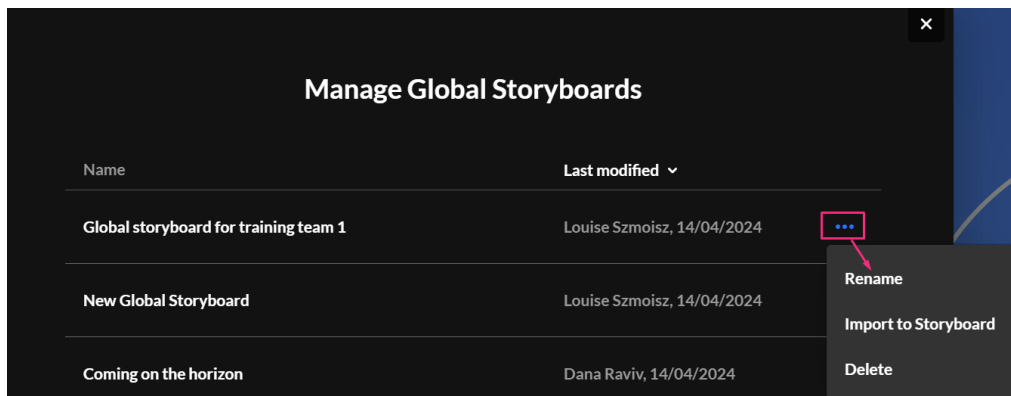 Manage Global Storyboards
Name Last modified
Global storyboard for training team 1 Louise Szmoisz, 14/04/2024
Rename
New Global Storyboard Louise Szmoisz, 14/04/2024
Import to Storyboard
Coming on the horizon Dana Raviv, 14/04/2024
Delete